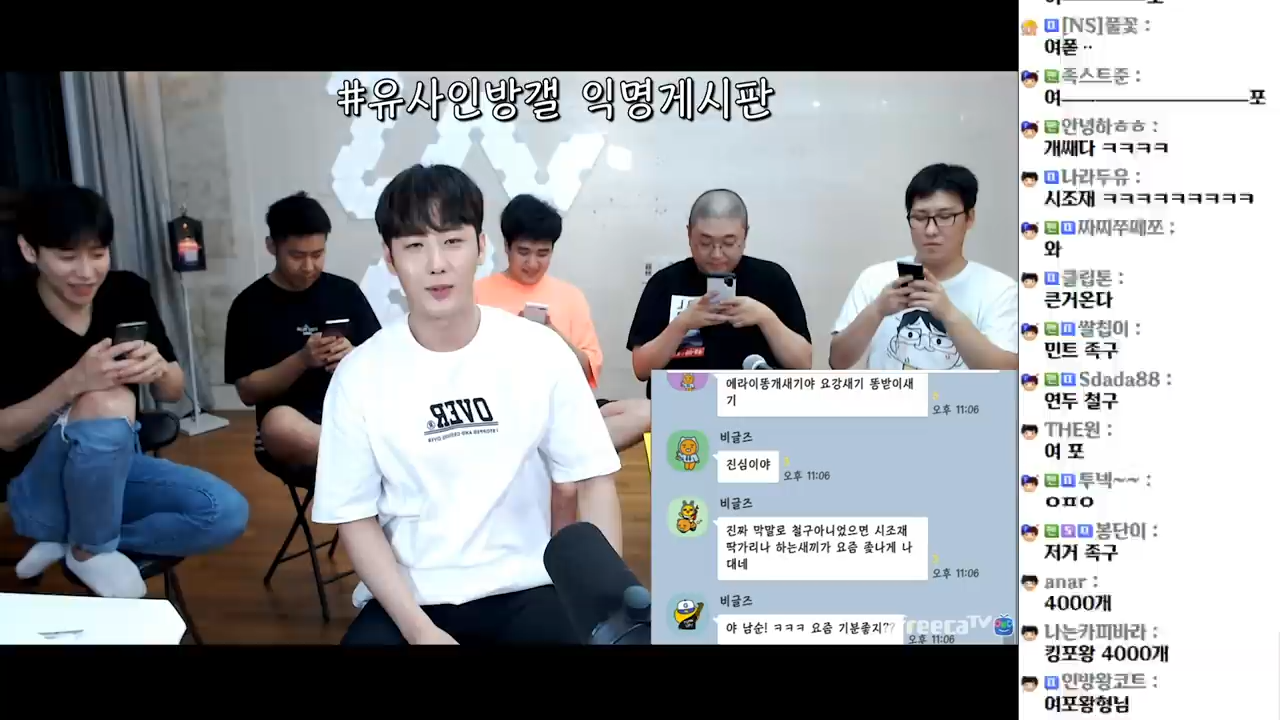 #유사인방갤 익명게시판
OVER
에라이똥개새기야 요강새기 똥방이새
기
오후 11:06
비글즈
진심이야
오후 11:06
비글즈
진짜 막말로 철구아니었으면 시조재
딱가리나 하는새끼가 요즘 좆나게 나
대네
오후 11:06
비글즈
야 남순! ㅋㅋㅋ 요즘 기분좋지??
오후 11:06
freecaTV
[NS]풀꽃 :
여폳 ··
족스트준 :
여ㅡㅡㅡㅡㅡㅡㅡㅡㅡㅡ포
안녕하ㅎㅎ :
개쌔다 ㅋㅋㅋㅋ
나라두유 :
시조재 ㅋㅋㅋㅋㅋㅋㅋㅋㅋ
짜찌쭈쩨쪼 :
와
클립톤 :
큰거온다
쌀칩이 :
민트 족구
Sdada88 :
연두 철구
THE원 :
여 포
투넥~~ :
ㅇㅍㅇ
봉단이 :
저거 족구
anar :
4000개
나는카피바라 :
킹포왕 4000개
인방왕코트 :
여포왕형님